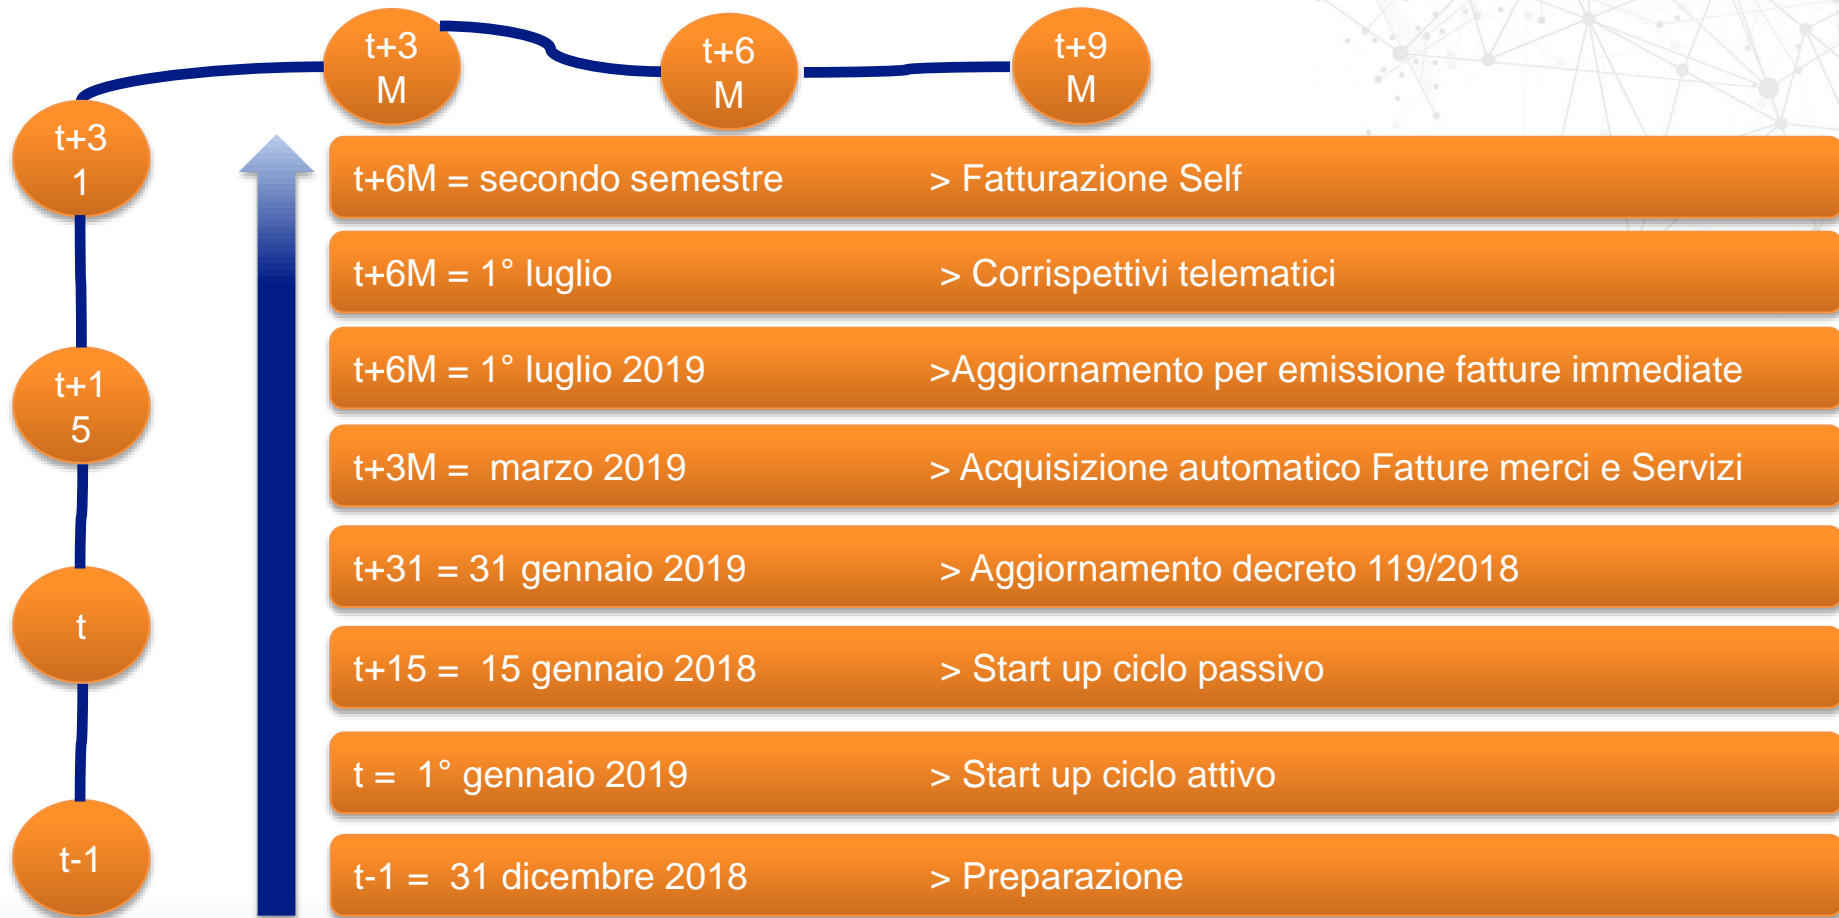 t+3
M
t+6
M
t+9
M
t+3
1
t+1
5
t
t-1
t+6M = secondo semestre > Fatturazione Self
t+6M = 1° luglio > Corrispettivi telematici
t+6M = 1° luglio 2019 >Aggiornamento per emissione fatture immediate
t+3M = marzo 2019 > Acquisizione automatico Fatture merci e Servizi
t+31 = 31 gennaio 2019 > Aggiornamento decreto 119/2018
t+15 = 15 gennaio 2018 > Start up ciclo passivo
t = 1° gennaio 2019 > Start up ciclo attivo
t-1 = 31 dicembre 2018 > Preparazione